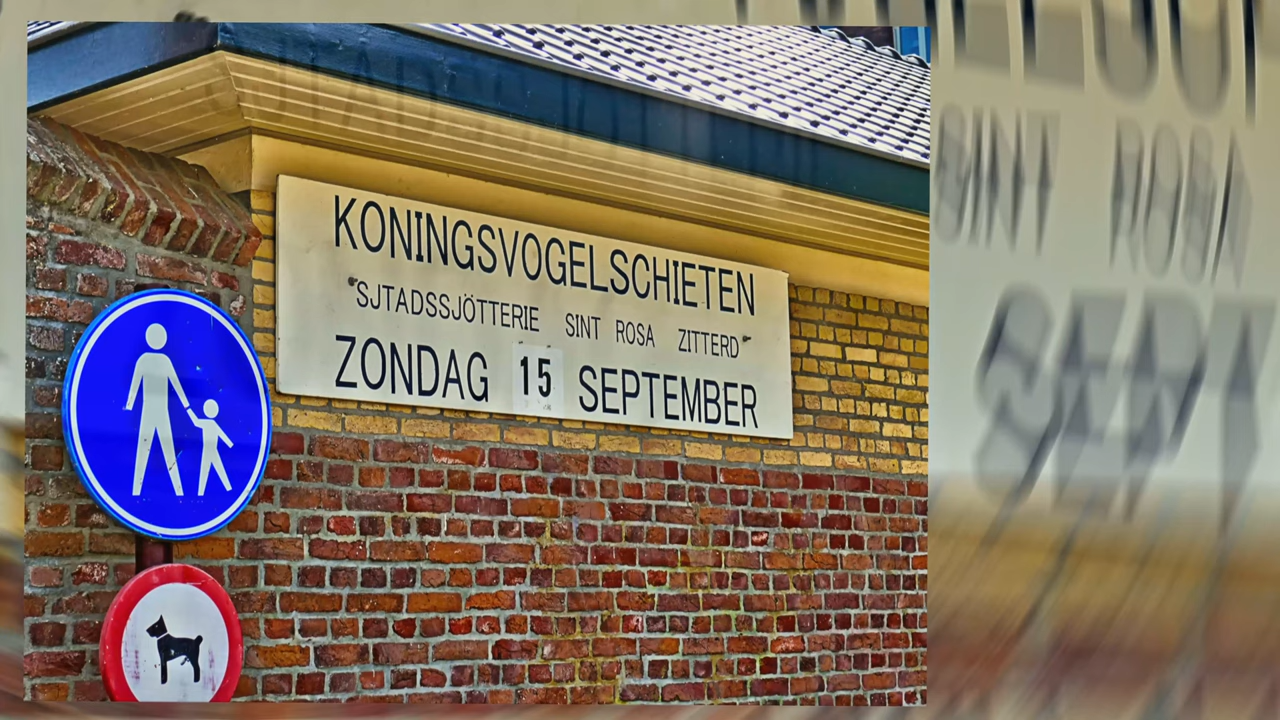 KONINGSVOGELSCHIETEN
"SJTADSSJÖTTERIE SINT ROSA ZITTERD"
ZONDAG 15 SEPTEMBER